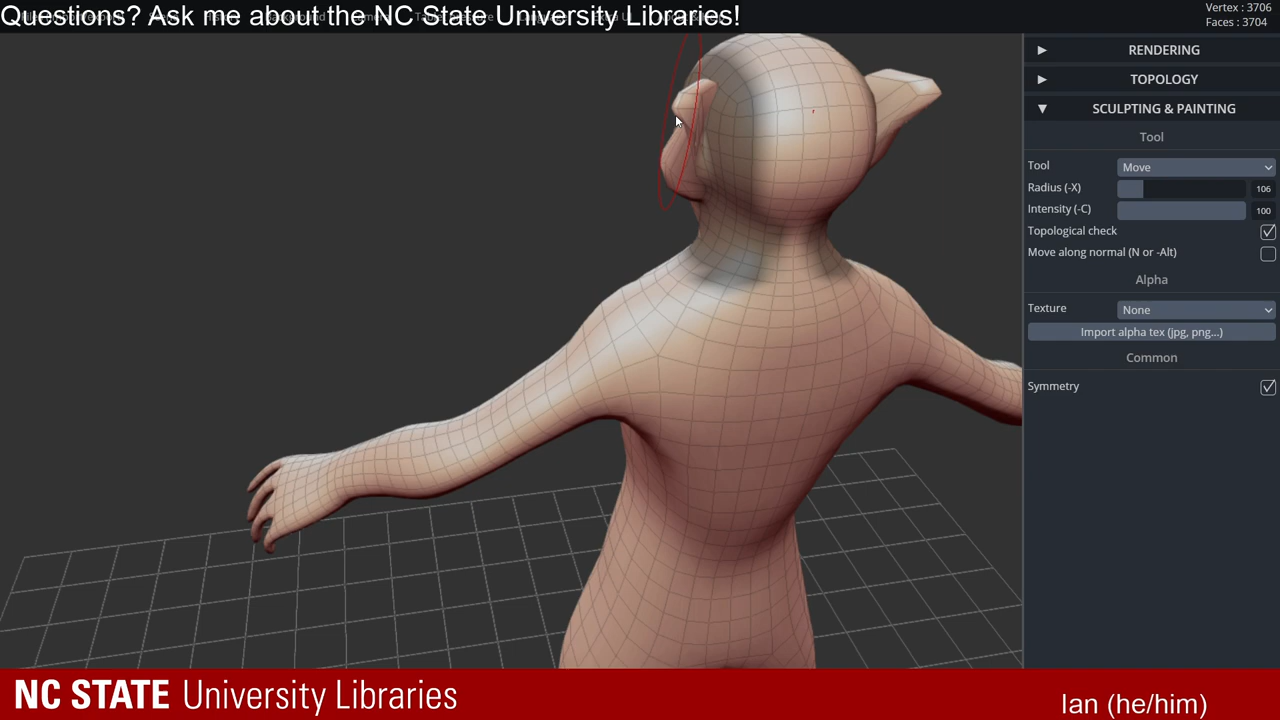 Questions? Ask me about the NC State University Libraries!
Vertex : 3706
Faces : 3704
RENDERING
TOPOLOGY
SCULPTING & PAINTING
Tool
Tool Move
Radius (-X) 106
Intensity (-C) 100
Topological check
Move along normal (N or -Alt)
Alpha
Texture None
Import alpha tex (jpg, png...)
Common
Symmetry
NC STATE University Libraries
Ian (he/him)